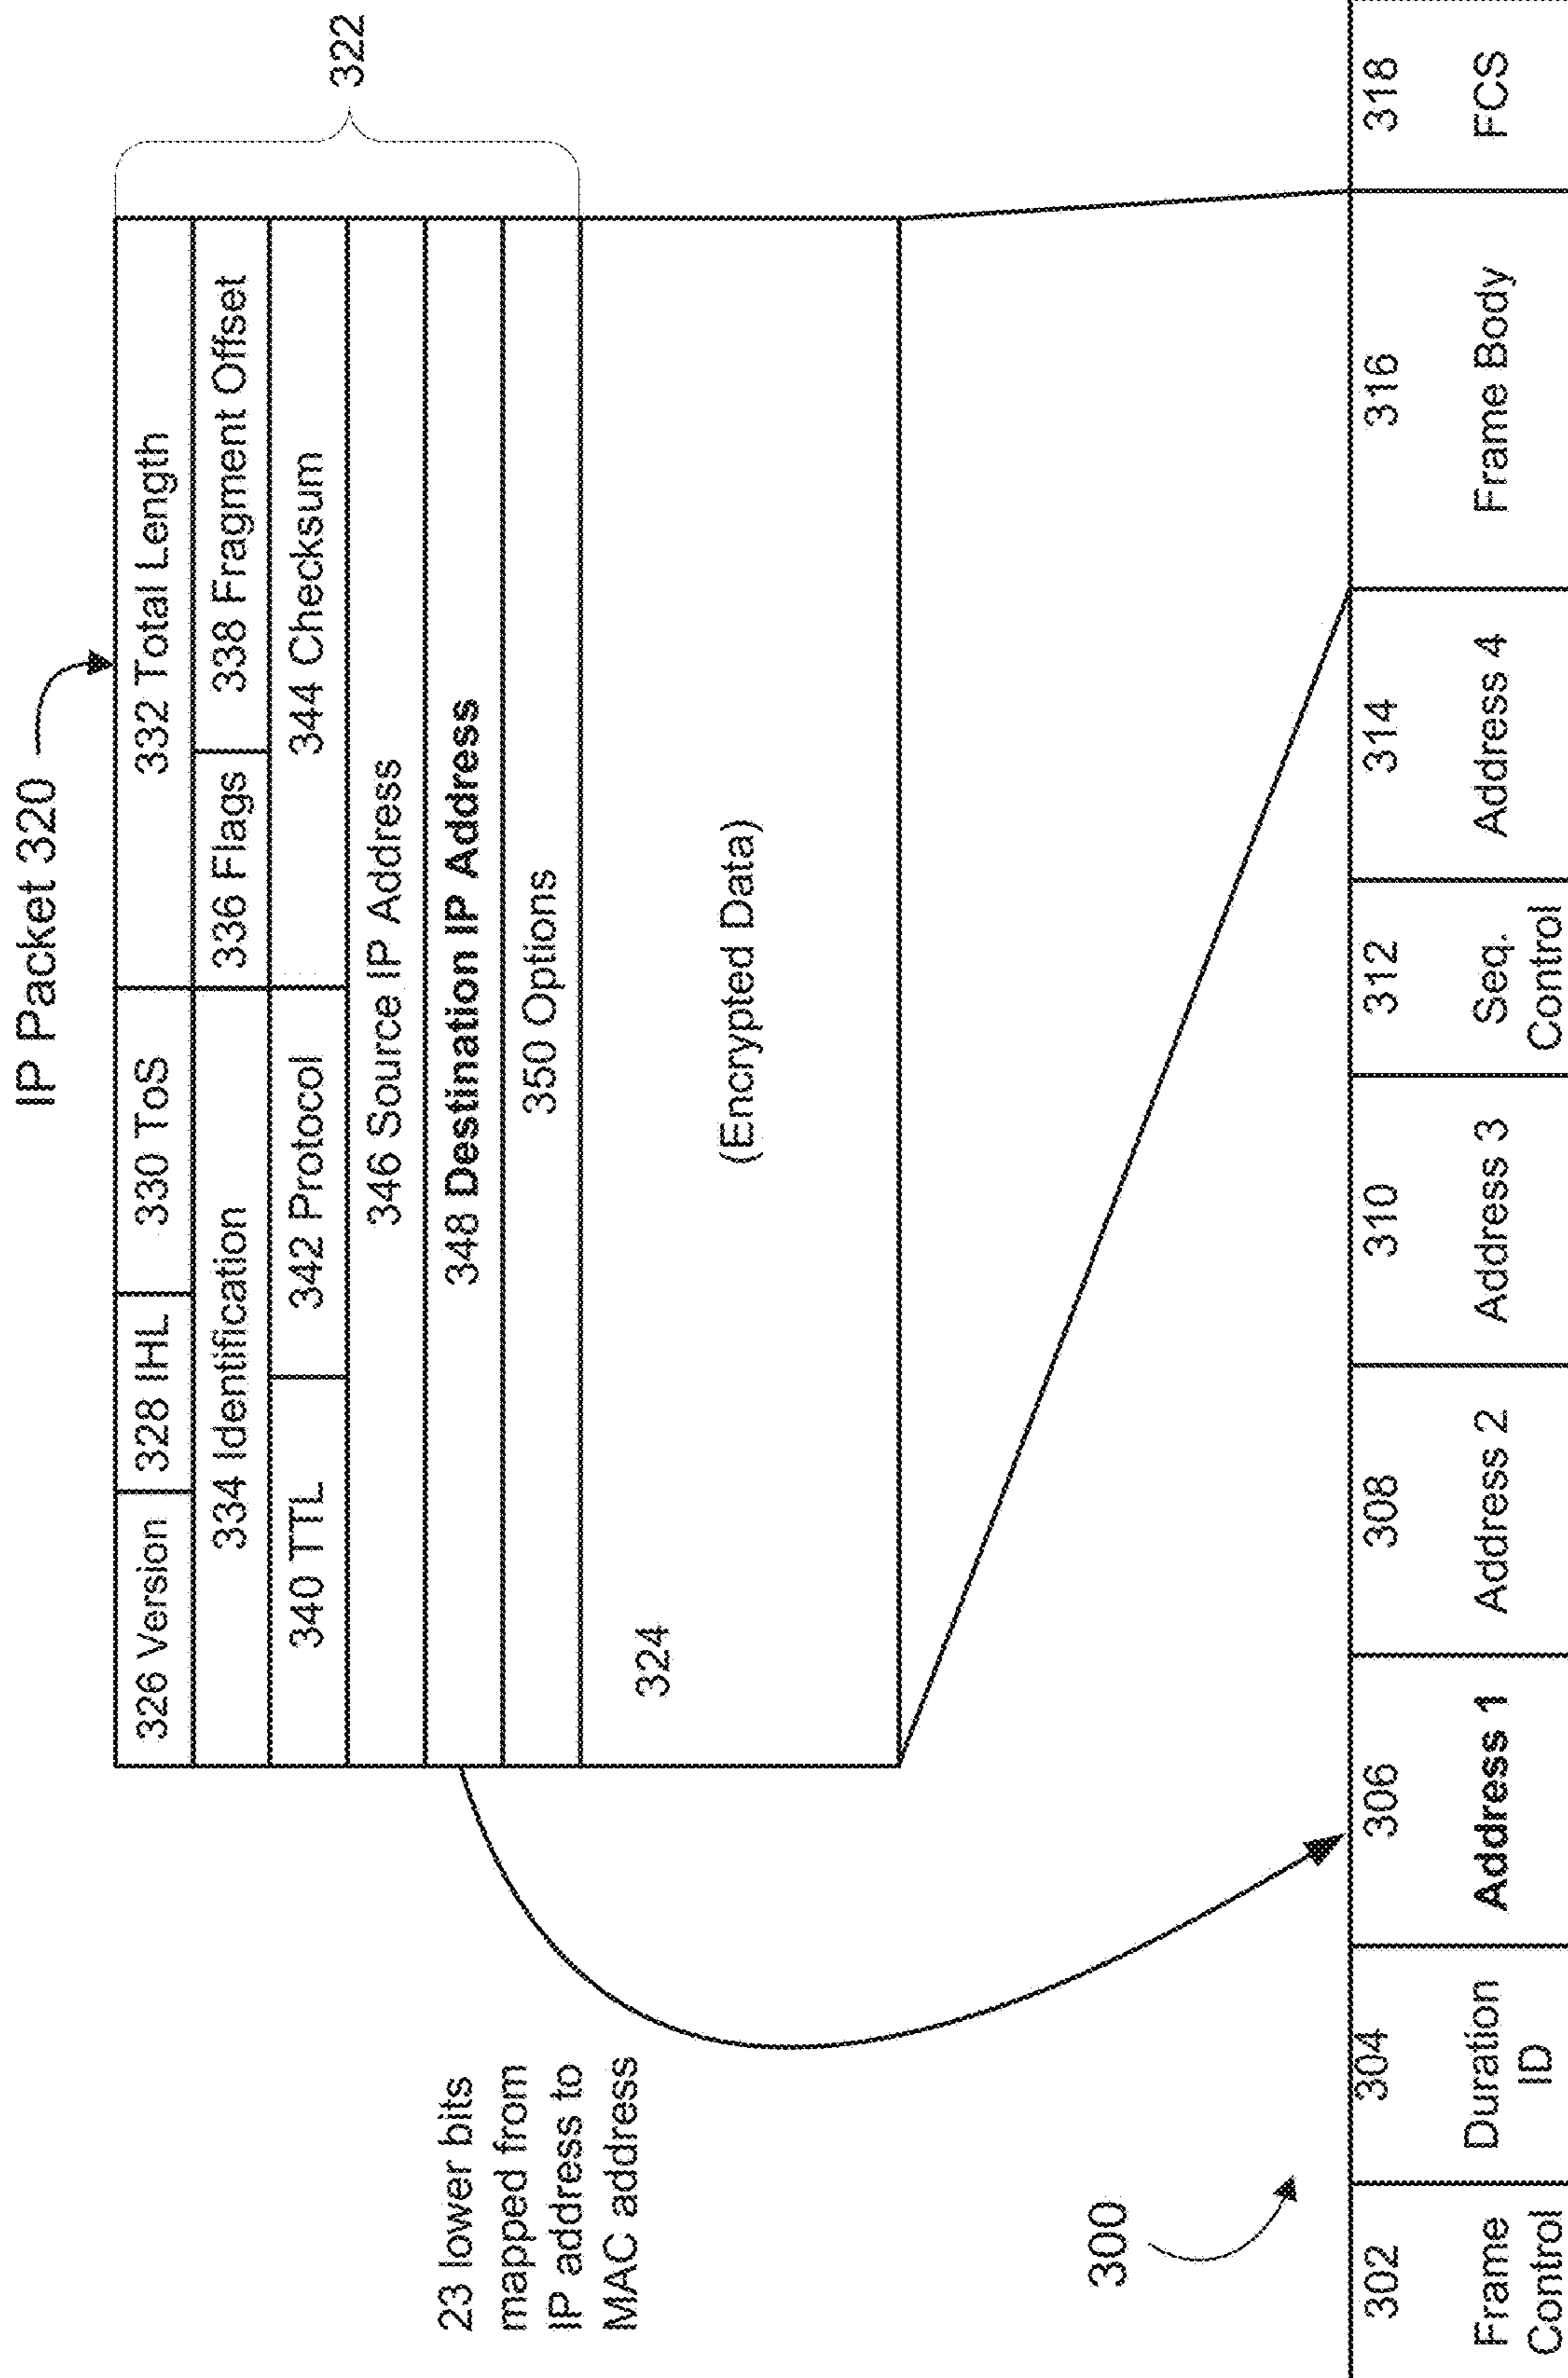 IP Packet 320
326 Version
328 IHL
330 ToS
332 Total Length
334 Identification
336 Flags
338 Fragment Offset
340 TTL
342 Protocol
344 Checksum
346 Source IP Address
348 Destination IP Address
350 Options
322
324
(Encrypted Data)
23 lower bits
mapped from
IP address to
MAC address
300
302
Frame
Control
304
Duration
ID
306
Address 1
308
Address 2
310
Address 3
312
Seq.
Control
314
Address 4
316
Frame Body
318
FCS